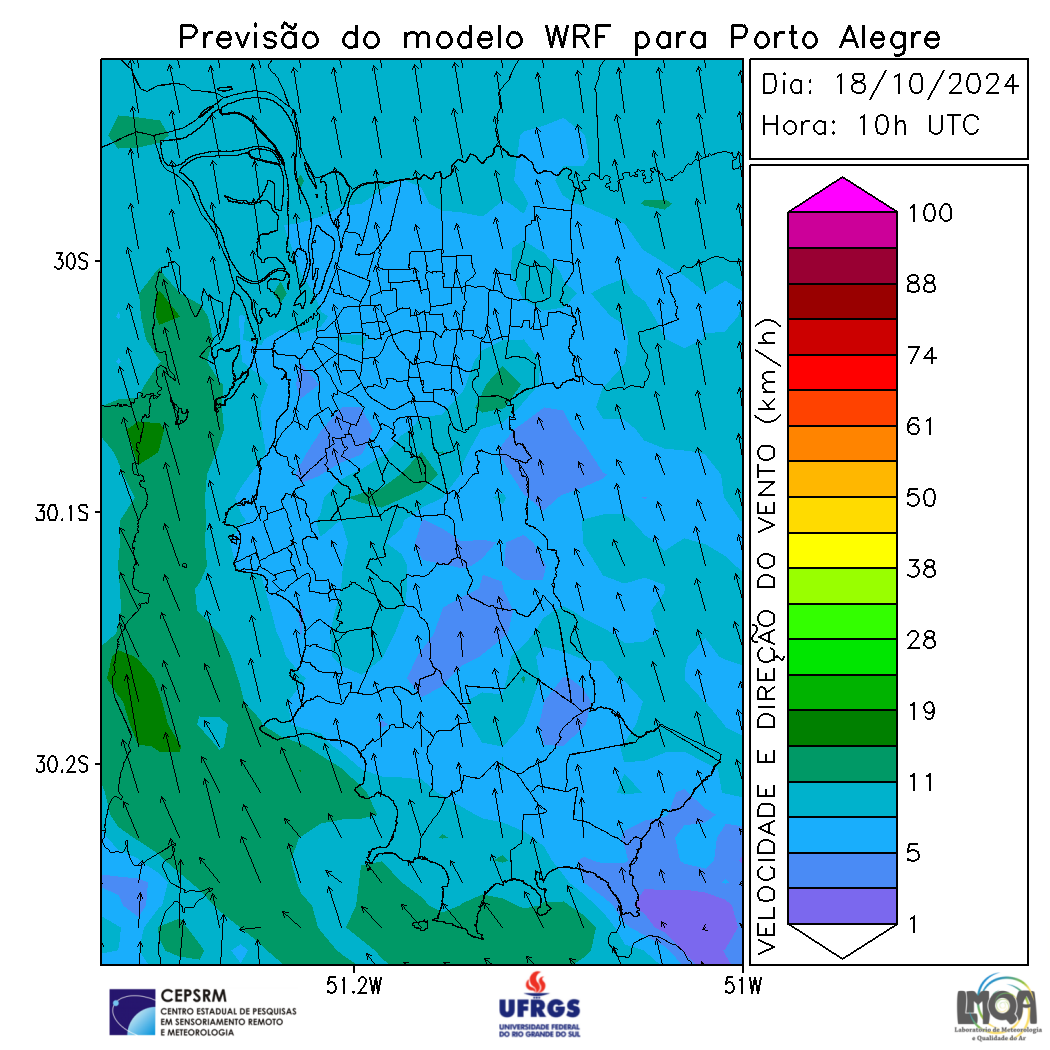 Previsão do modelo WRF para Porto Alegre
Dia: 18/10/2024
Hora: 10h UTC
30S
30.1S
30.2S
51.2W
51W
VELOCIDADE E DIREÇÃO DO VENTO (km/h)
100
88
74
61
50
38
28
19
11
5
1
CEPSRM
CENTRO ESTADUAL DE PESQUISAS
EM SENSORIAMENTO REMOTO
E METEOROLOGIA
UFRGS
UNIVERSIDADE FEDERAL
DO RIO GRANDE DO SUL
LMQA
Laboratório de Meteorologia
e Qualidade do Ar